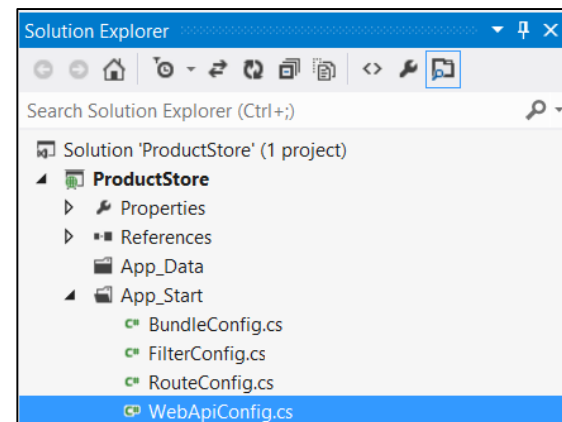 Solution Explorer
Search Solution Explorer (Ctrl+;)
Solution 'ProductStore' (1 project)
ProductStore
Properties
References
App_Data
App_Start
BundleConfig.cs
FilterConfig.cs
RouteConfig.cs
WebApiConfig.cs